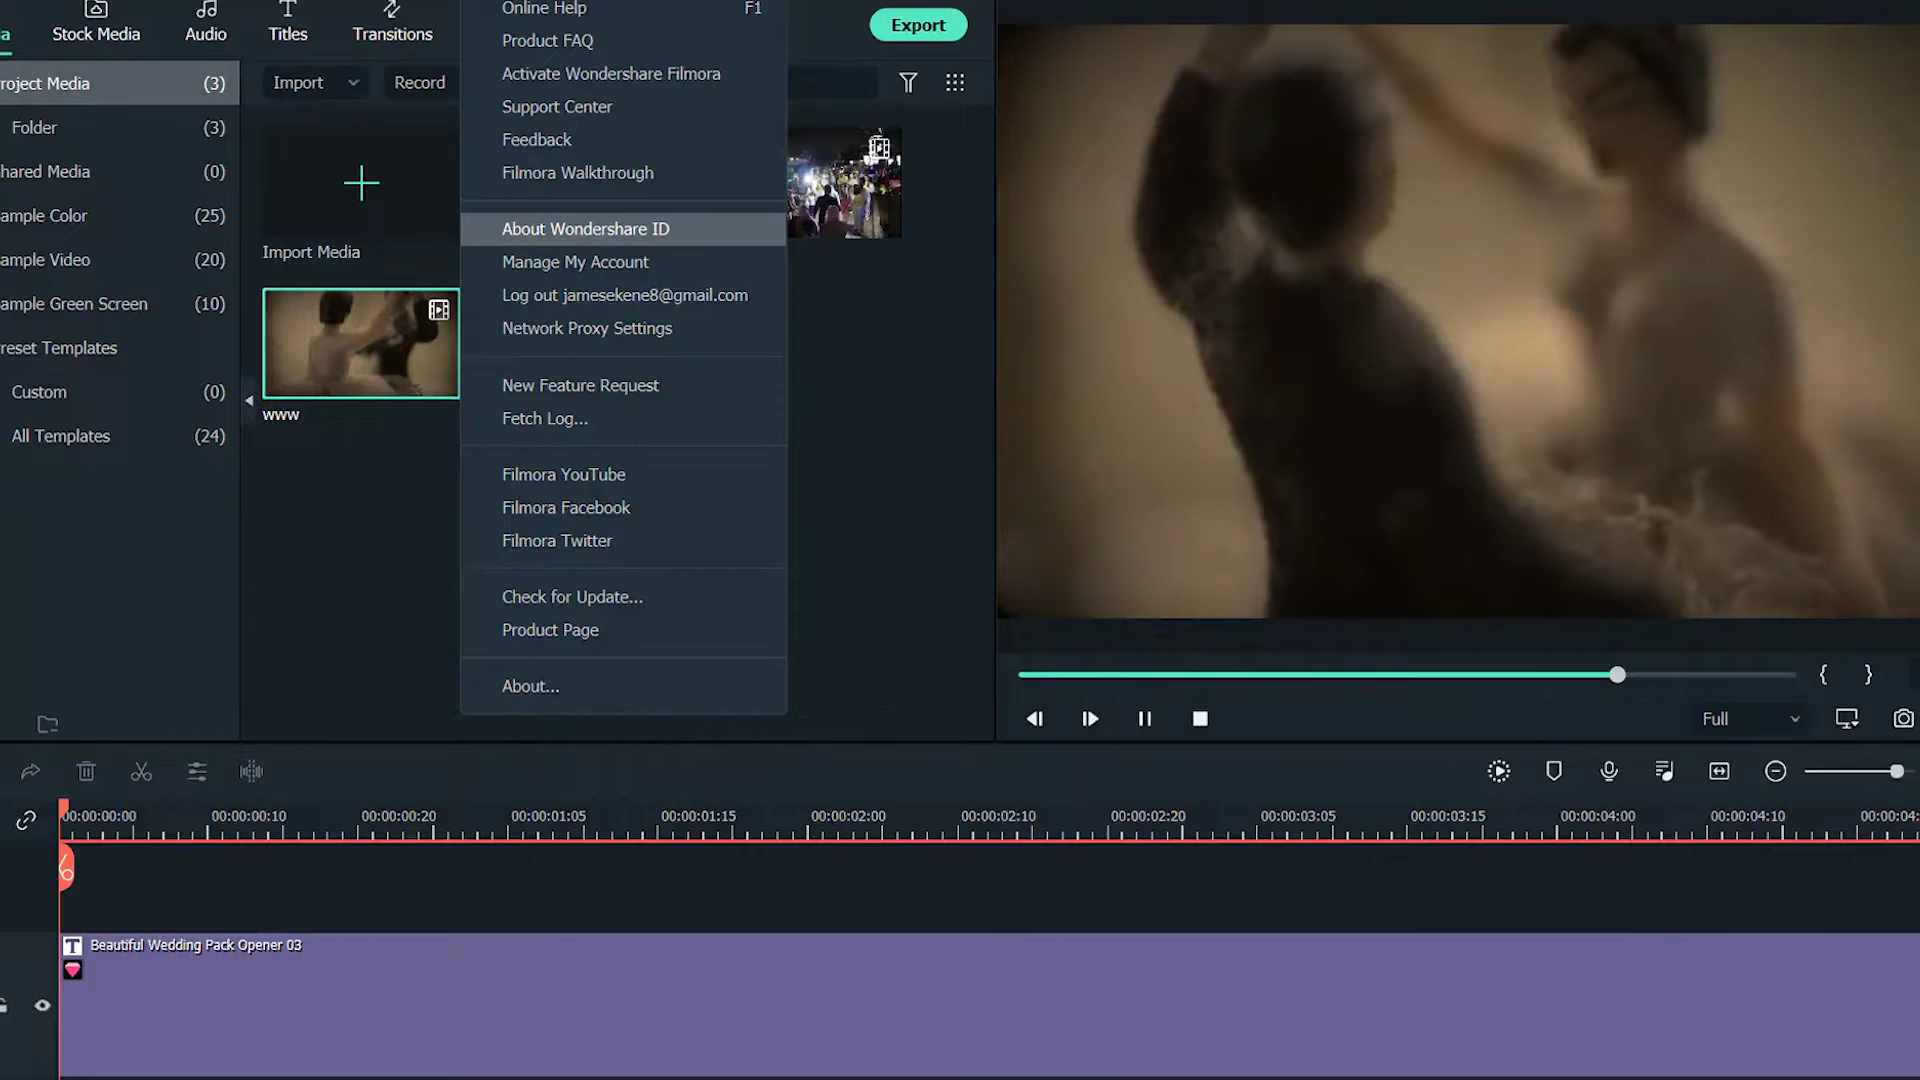 Online Help F1
Stock Media Audio Titles Transitions Export
Product FAQ
Activate Wondershare Filmora
Support Center
Feedback
Filmora Walkthrough
About Wondershare ID
Manage My Account
Log out jamesekene8@gmail.com
Network Proxy Settings
New Feature Request
Fetch Log...
Filmora YouTube
Filmora Facebook
Filmora Twitter
Check for Update...
Product Page
About...
a
roject Media (3)
Folder (3)
hared Media (0)
ample Color (25)
ample Video (20)
ample Green Screen (10)
reset Templates
Custom (0)
All Templates (24)
Import Record
Import Media
www
{ }
Full
00:00:00:00 00:00:00:10 00:00:00:20 00:00:01:05 00:00:01:15 00:00:02:00 00:00:02:10 00:00:02:20 00:00:03:05 00:00:03:15 00:00:04:00 00:00:04:10 00:00:04:
T Beautiful Wedding Pack Opener 03